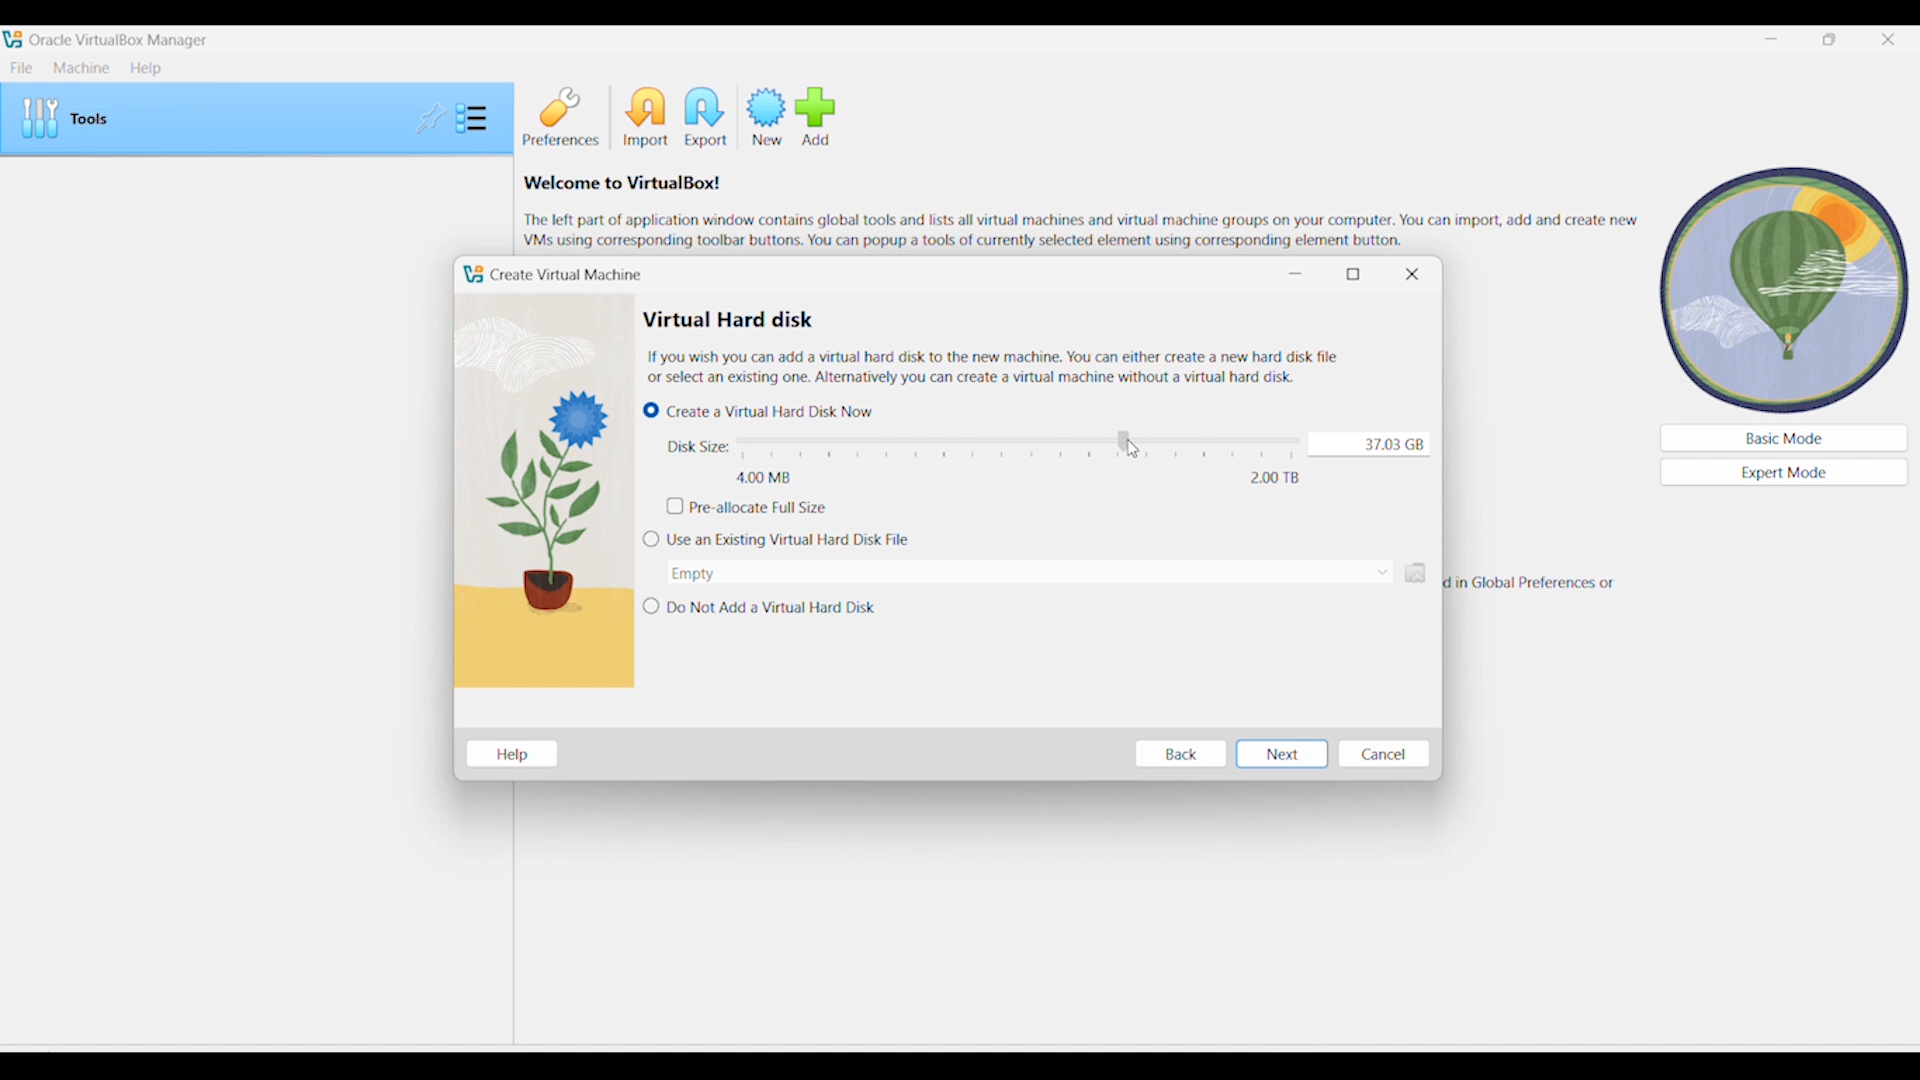 Oracle VirtualBox Manager
File Machine Help
Tools
Preferences Import Export New Add
Welcome to VirtualBox!
The left part of application window contains global tools and lists all virtual machines and virtual machine groups on your computer. You can import, add and create new
VMs using corresponding toolbar buttons. You can popup a tools of currently selected element using corresponding element button.
Create Virtual Machine
Virtual Hard disk
If you wish you can add a virtual hard disk to the new machine. You can either create a new hard disk file
or select an existing one. Alternatively you can create a virtual machine without a virtual hard disk.
Create a Virtual Hard Disk Now
Disk Size: 37.03 GB
4.00 MB 2.00 TB
Pre-allocate Full Size
Use an Existing Virtual Hard Disk File
Empty
Do Not Add a Virtual Hard Disk
Help Back Next Cancel
Basic Mode
Expert Mode
d in Global Preferences or